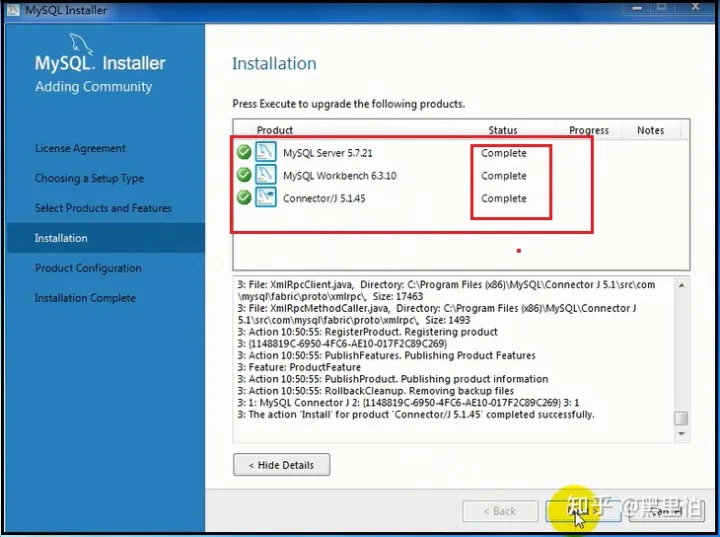 MySQL Installer
MySQL. Installer
Adding Community
License Agreement
Choosing a Setup Type
Select Products and Features
Installation
Product Configuration
Installation Complete
Installation
Press Execute to upgrade the following products.
Product Status Progress Notes
MySQL Server 5.7.21 Complete
MySQL Workbench 6.3.10 Complete
Connector/J 5.1.45 Complete
3: File: XmlRpcClient.java, Directory: C:\Program Files (x86)\MySQL\Connector J 5.1\src\com
\mysql\fabric\proto\xmlrpc\, Size: 17463
3: File: XmlRpcMethodCaller.java, Directory: C:\Program Files (x86)\MySQL\Connector J
5.1\src\com\mysql\fabric\proto\xmlrpc\, Size: 1493
3: Action 10:50:55: RegisterProduct. Registering product
3: {1148819C-6950-4FC6-AE10-017F2C89C269}
3: Action 10:50:55: PublishFeatures. Publishing Product Features
3: Feature: ProductFeature
3: Action 10:50:55: PublishProduct. Publishing product information
3: Action 10:50:55: RollbackCleanup. Removing backup files
3: 1: MySQL Connector J 2: {1148819C-6950-4FC6-AE10-017F2C89C269} 3: 1
3: The action 'Install' for product 'Connector/J 5.1.45' completed successfully.
< Hide Details
< Back
Cancel
知乎 @黑里怕